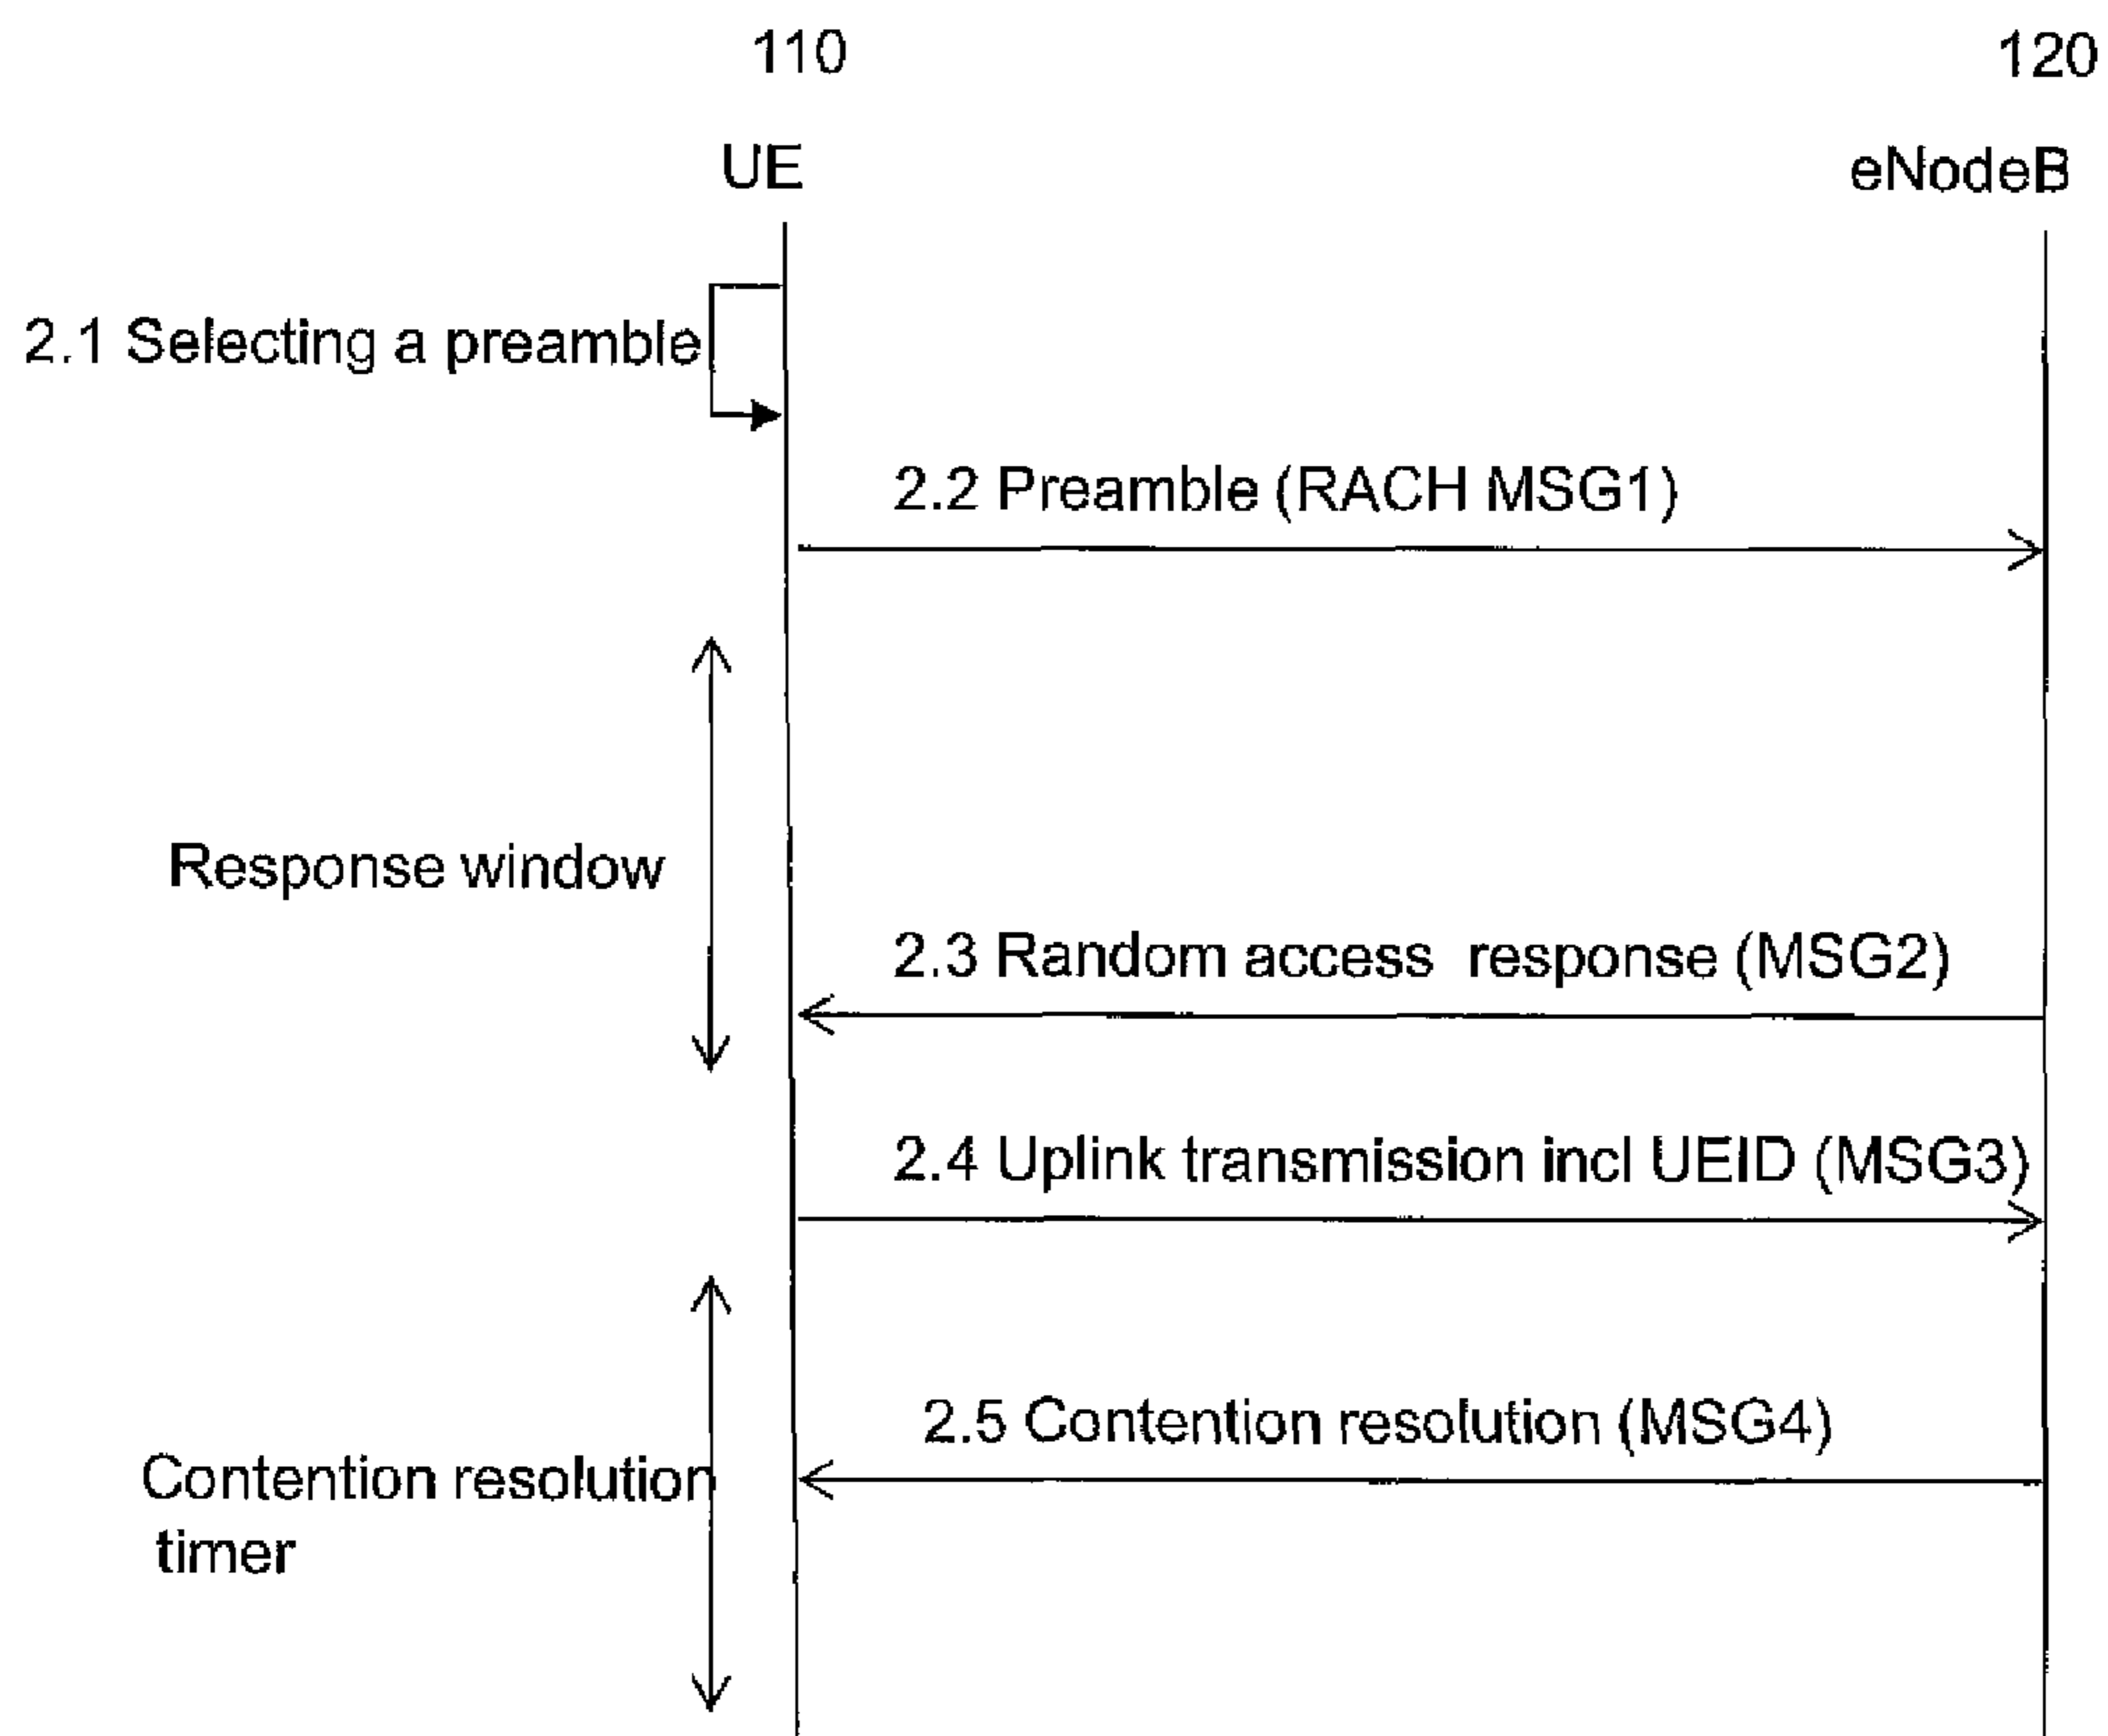 110
120
UE
eNodeB
2.1 Selecting a preamble
2.2 Preamble (RACH MSG1)
Response window
2.3 Random access response (MSG2)
2.4 Uplink transmission incl UEID (MSG3)
2.5 Contention resolution (MSG4)
Contention resolution
timer